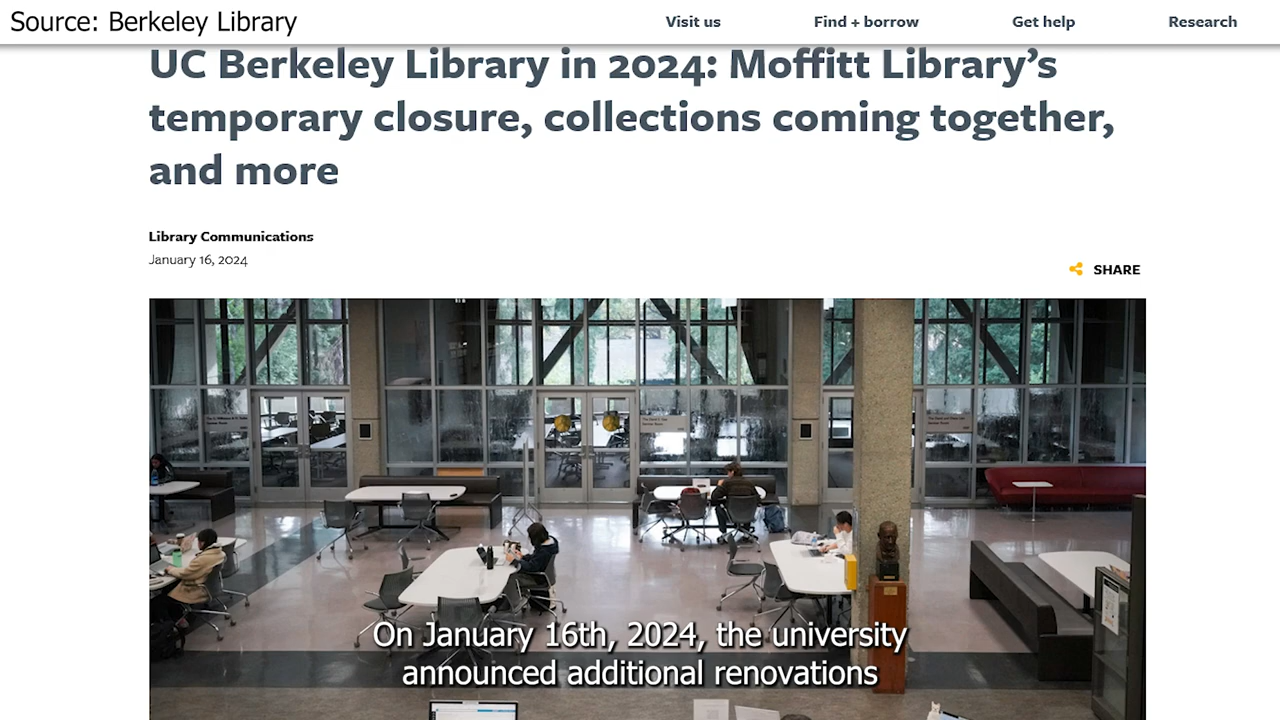 Source: Berkeley Library
Visit us
Find + borrow
Get help
Research
UC Berkeley Library in 2024: Moffitt Library’s
temporary closure, collections coming together,
and more
Library Communications
January 16, 2024
SHARE
On January 16th, 2024, the university
announced additional renovations